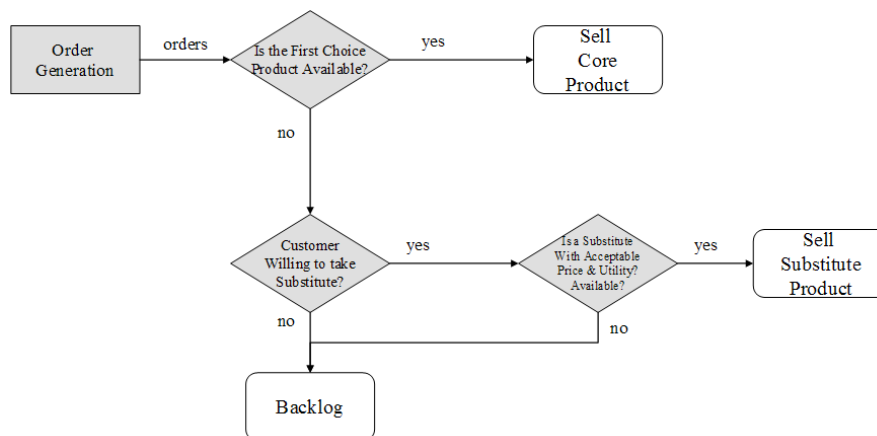 Order
Generation
orders
Is the First Choice
Product Available?
yes
Sell
Core
Product
no
Customer
Willing to take
Substitute?
yes
Is a Substitute
With Acceptable
Price & Utility?
Available?
yes
Sell
Substitute
Product
no
no
Backlog